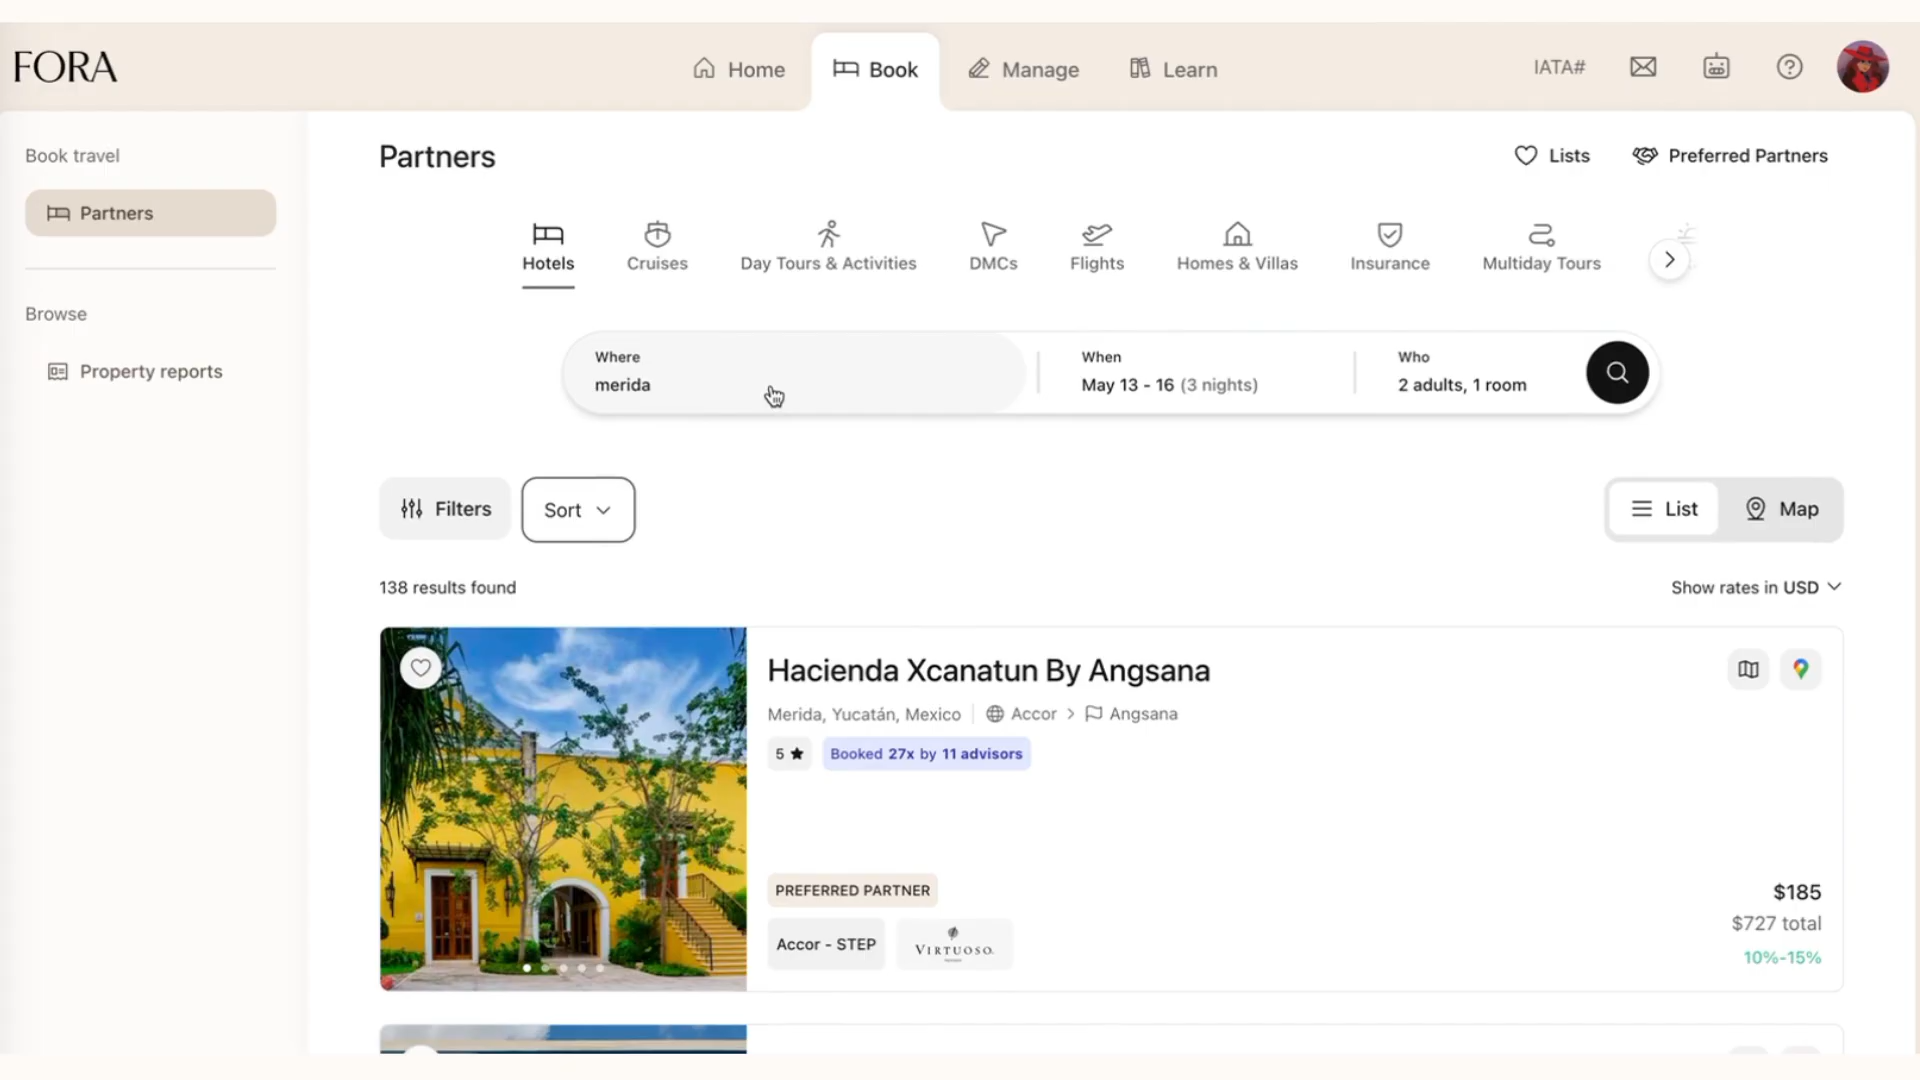 FORA
Home
Book
Manage
Learn
IATA#
Book travel
Partners
Browse
Property reports
Partners
Lists
Preferred Partners
Hotels
Cruises
Day Tours & Activities
DMCs
Flights
Homes & Villas
Insurance
Multiday Tours
Where
merida
When
May 13 - 16 (3 nights)
Who
2 adults, 1 room
Filters
Sort
List
Map
138 results found
Show rates in USD
Hacienda Xcanatun By Angsana
Merida, Yucatán, Mexico
Accor > Angsana
5 ★
Booked 27x by 11 advisors
PREFERRED PARTNER
Accor - STEP
VIRTUOSO.
$185
$727 total
10%-15%